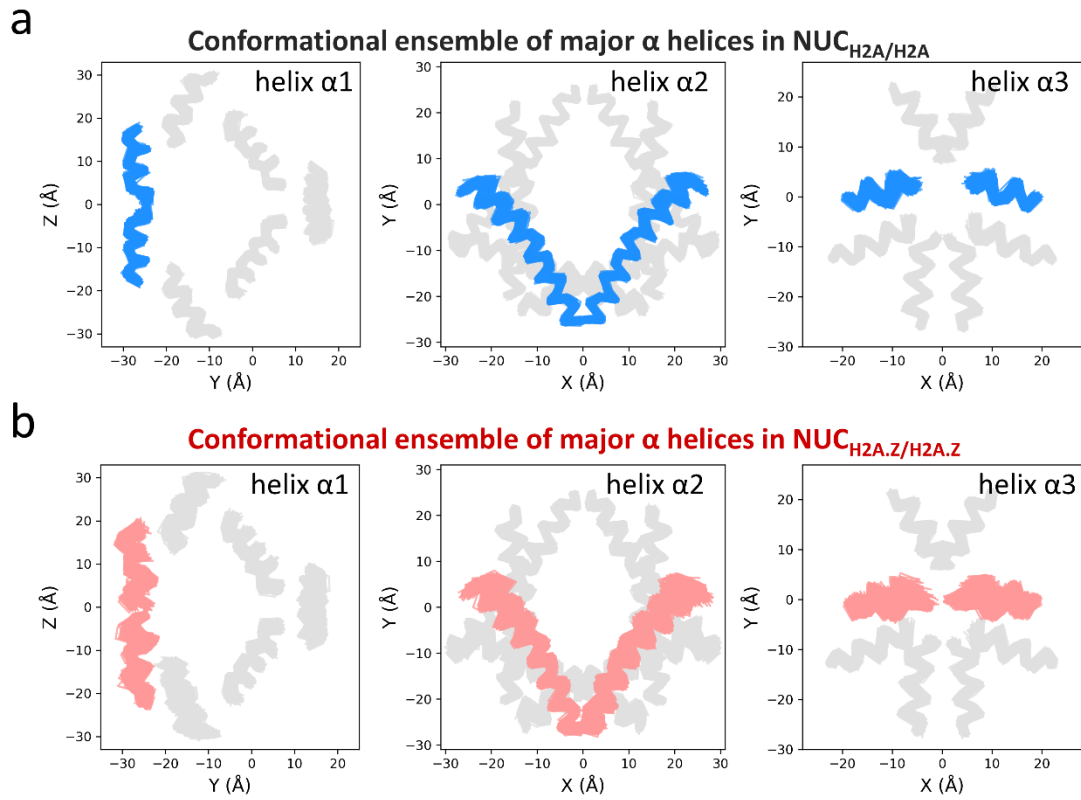 a
Conformational ensemble of major α helices in NUC_H2A/H2A
helix α1
30
20
10
0
−10
−20
−30
Z (Å)
−30 −20 −10 0 10 20
Y (Å)
helix α2
30
20
10
0
−10
−20
−30
Y (Å)
−30 −20 −10 0 10 20 30
X (Å)
helix α3
20
10
0
−10
−20
−30
Y (Å)
−20 −10 0 10 20
X (Å)
b
Conformational ensemble of major α helices in NUC_H2A.Z/H2A.Z
helix α1
30
20
10
0
−10
−20
−30
Z (Å)
−30 −20 −10 0 10 20
Y (Å)
helix α2
30
20
10
0
−10
−20
−30
Y (Å)
−30 −20 −10 0 10 20 30
X (Å)
helix α3
20
10
0
−10
−20
−30
Y (Å)
−20 −10 0 10 20
X (Å)